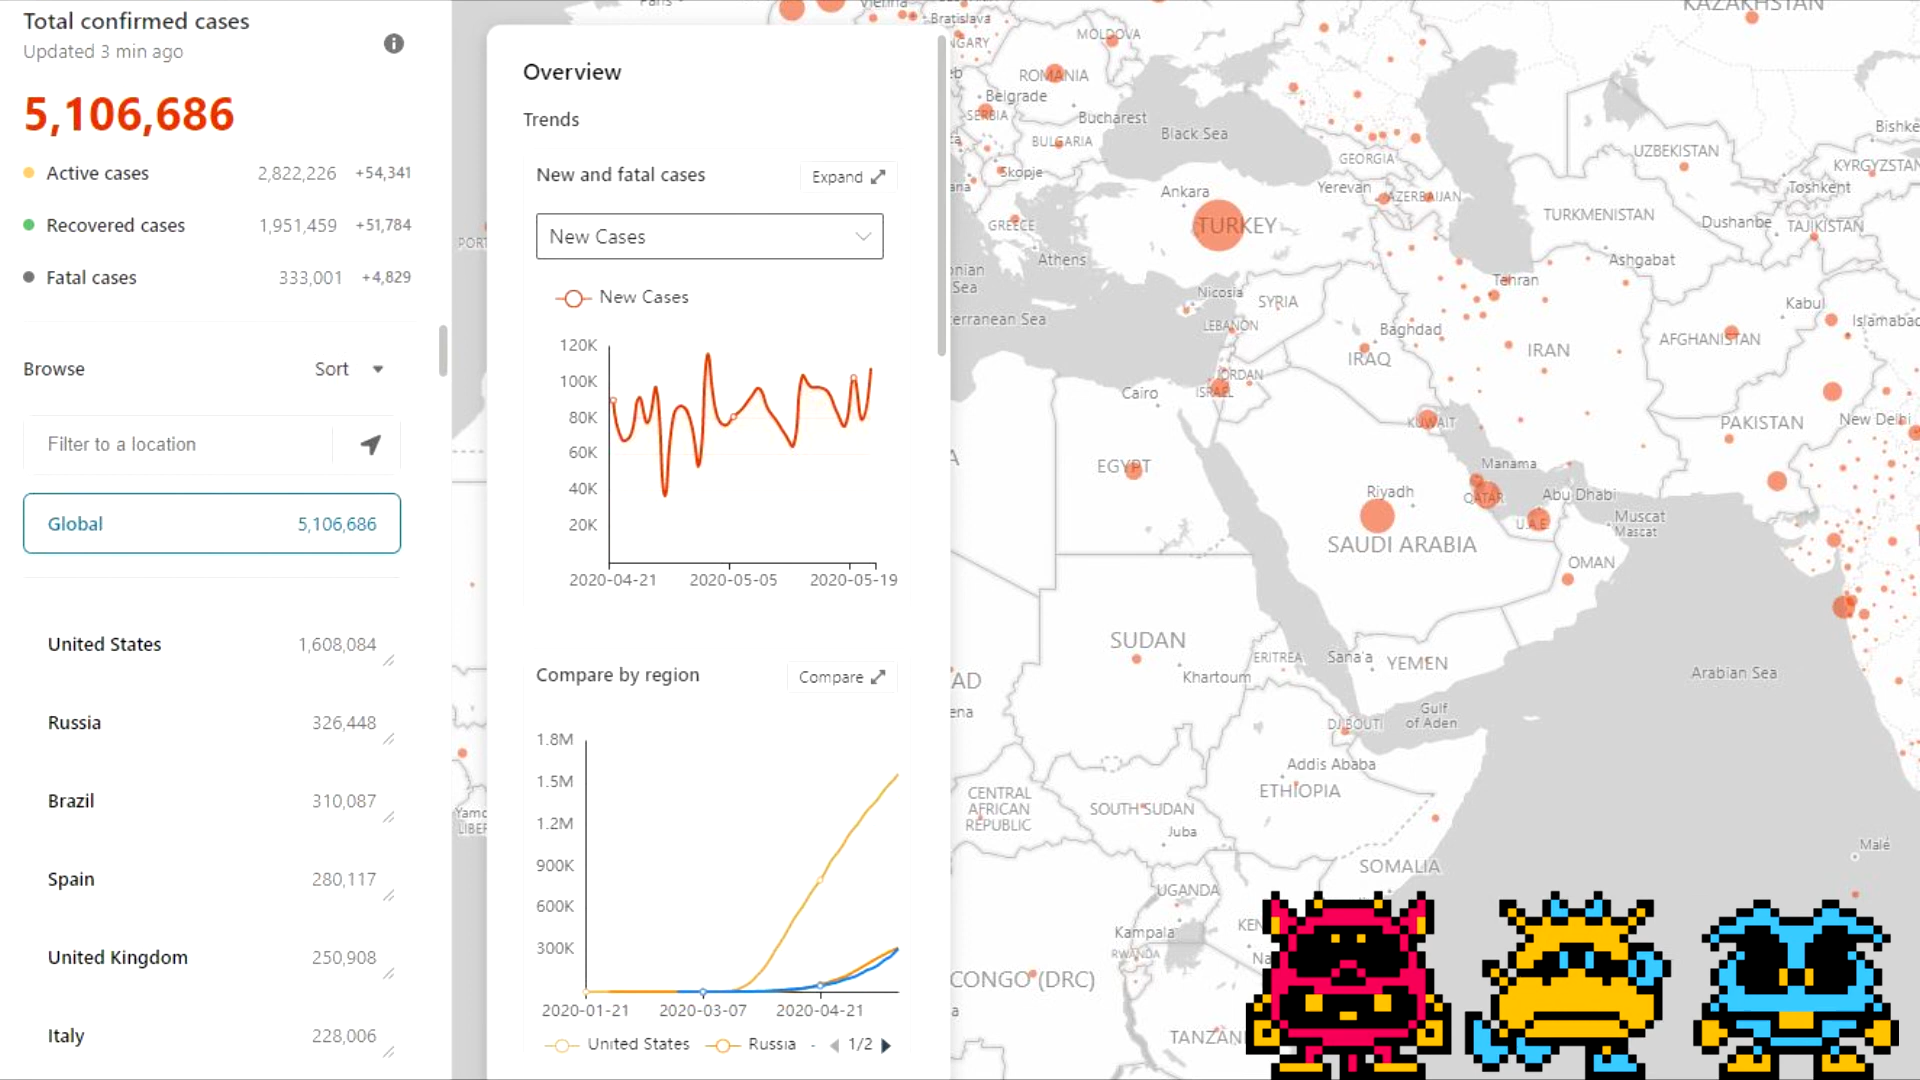 Total confirmed cases
Updated 3 min ago
5,106,686
Active cases 2,822,226 +54,341
Recovered cases 1,951,459 +51,784
Fatal cases 333,001 +4,829
Browse Sort
Filter to a location
Global 5,106,686
United States 1,608,084
Russia 326,448
Brazil 310,087
Spain 280,117
United Kingdom 250,908
Italy 228,006
Overview
Trends
New and fatal cases Expand
New Cases
New Cases
120K
100K
80K
60K
40K
20K
2020-04-21 2020-05-05 2020-05-19
Compare by region Compare
1.8M
1.5M
1.2M
900K
600K
300K
2020-01-21 2020-03-07 2020-04-21
United States Russia 1/2
Vienna
Bratislava
MOLDOVA
KAZAKHSTAN
ROMANIA
Belgrade
SERBIA
Bucharest
BULGARIA
Black Sea
Skopje
GEORGIA
UZBEKISTAN
KYRGYZSTAN
Toshkent
Ankara
Yerevan
AZERBAIJAN
TURKEY
GREECE
TURKMENISTAN
Dushanbe
TAJIKISTAN
Athens
Ashgabat
Tehran
Nicosia
SYRIA
Kabul
Islamabad
LEBANON
Baghdad
AFGHANISTAN
IRAQ
IRAN
JORDAN
ISRAEL
Cairo
KUWAIT
PAKISTAN
New Delhi
EGYPT
Manama
Riyadh
QATAR
Abu Dhabi
U.A.E.
Muscat
Mascat
SAUDI ARABIA
OMAN
SUDAN
ERITREA
Sana'a
YEMEN
Khartoum
Arabian Sea
Gulf
of Aden
DJIBOUTI
Addis Ababa
ETHIOPIA
CENTRAL
AFRICAN
REPUBLIC
SOUTH SUDAN
Juba
Malé
SOMALIA
UGANDA
Kampala
RWANDA
CONGO (DRC)